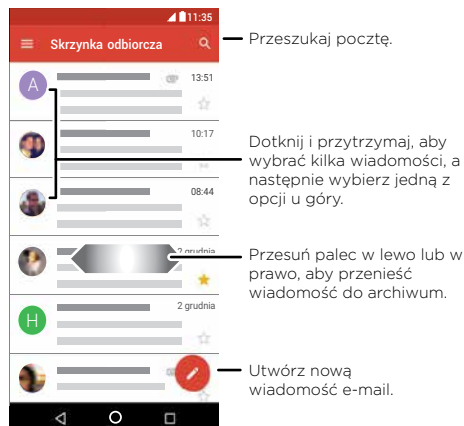 11:35
Skrzynka odbiorcza
Przeszukaj pocztę.
A
13:51
10:17
Dotknij i przytrzymaj, aby
wybrać kilka wiadomości, a
następnie wybierz jedną z
opcji u góry.
08:44
2 grudnia
Przesuń palec w lewo lub w
prawo, aby przenieść
wiadomość do archiwum.
H
2 grudnia
Utwórz nową
wiadomość e-mail.